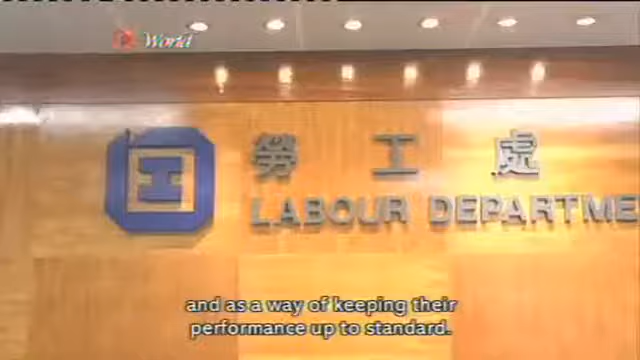 World
勞工處
LABOUR DEPARTME
and as a way of keeping their
performance up to standard.